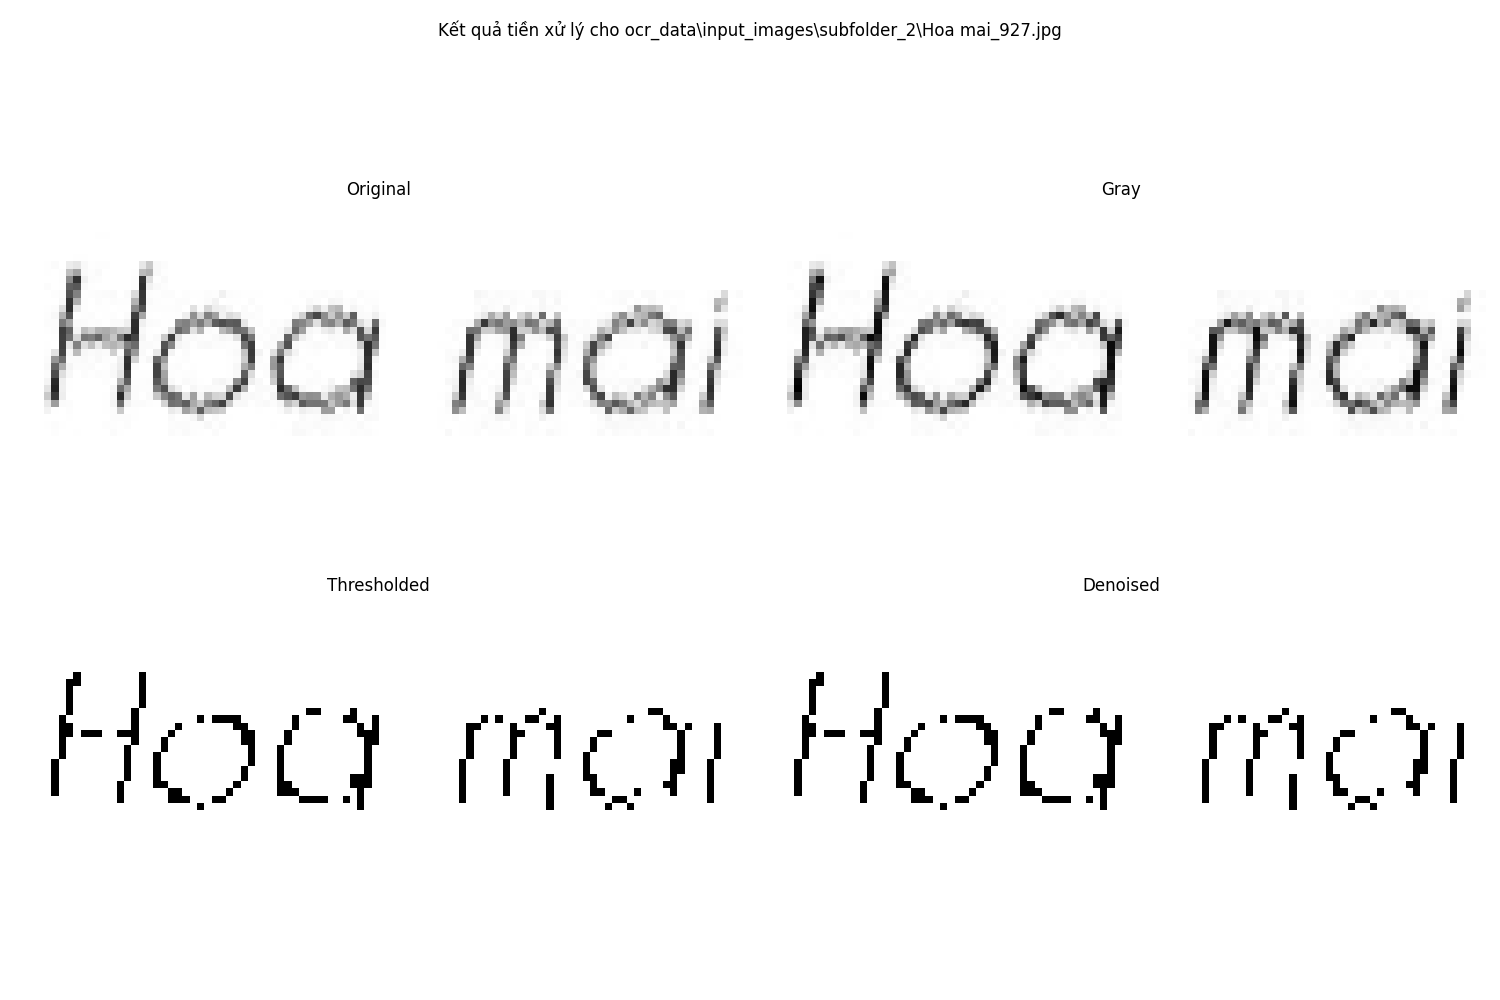 Kết quả tiền xử lý cho ocr_data\input_images\subfolder_2\Hoa mai_927.jpg
Original
Gray
Hoa mai
Hoa mai
Thresholded
Denoised
Hoa mai
Hoa mai